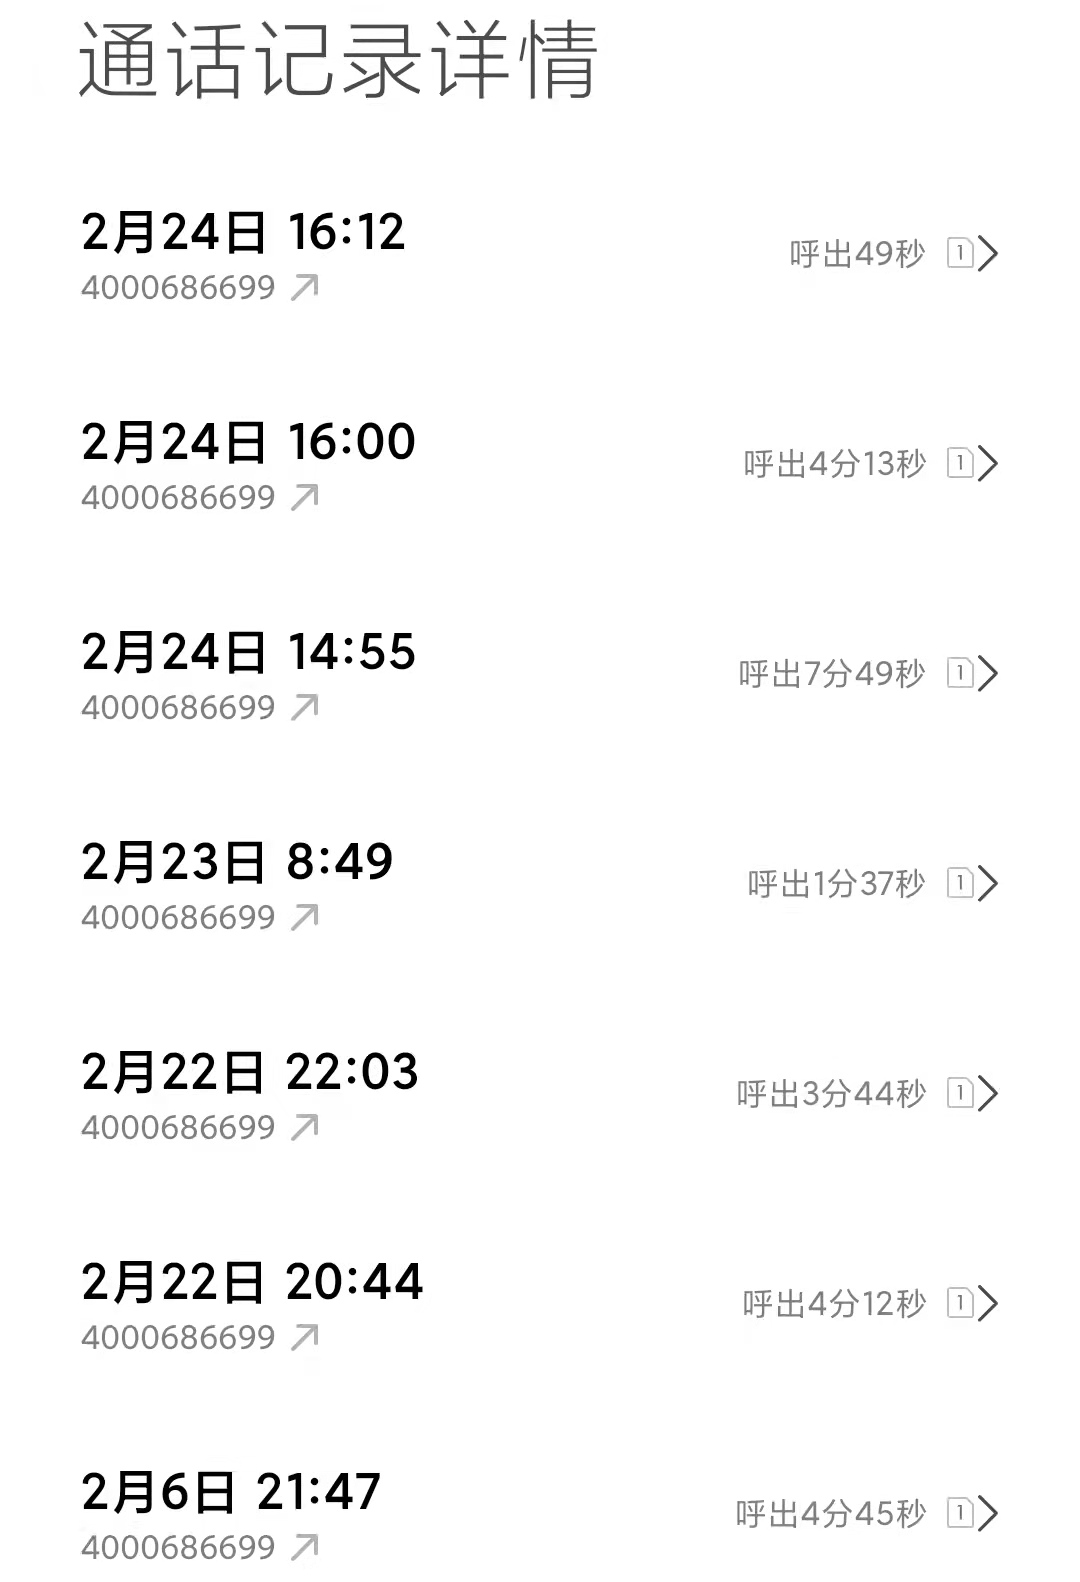 通话记录详情
2月24日 16:12
呼出49秒 1
4000686699
2月24日 16:00
呼出4分13秒 1
4000686699
2月24日 14:55
呼出7分49秒 1
4000686699
2月23日 8:49
呼出1分37秒 1
4000686699
2月22日 22:03
呼出3分44秒 1
4000686699
2月22日 20:44
呼出4分12秒 1
4000686699
2月6日 21:47
呼出4分45秒 1
4000686699